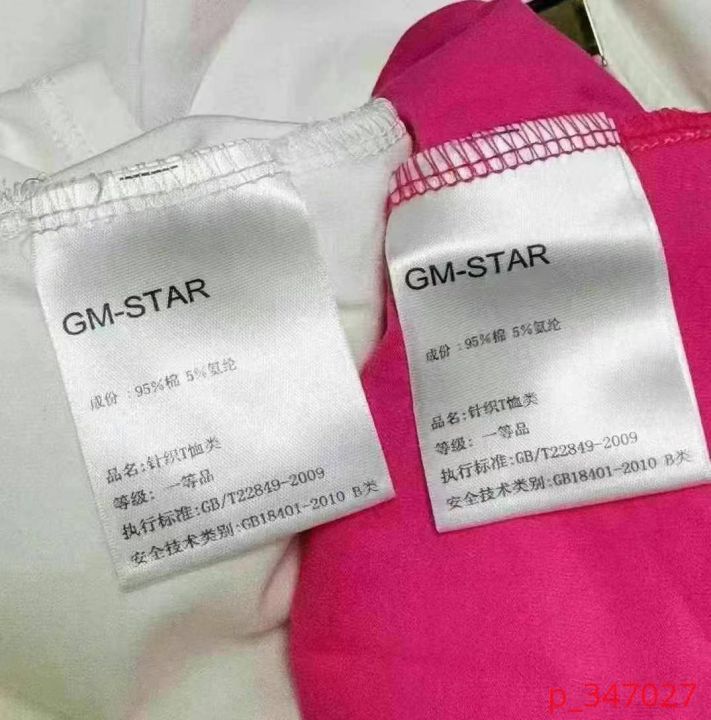 GM-STAR
成份 :95%棉 5%氨纶
品名:针织T恤类
等级: 一等品
执行标准:GB/T22849-2009
安全技术类别:GB18401-2010 B类
GM-STAR
成份 :95%棉 5%氨纶
品名:针织T恤类
等级: 一等品
执行标准:GB/T22849-2009
安全技术类别:GB18401-2010 B类
p_347027